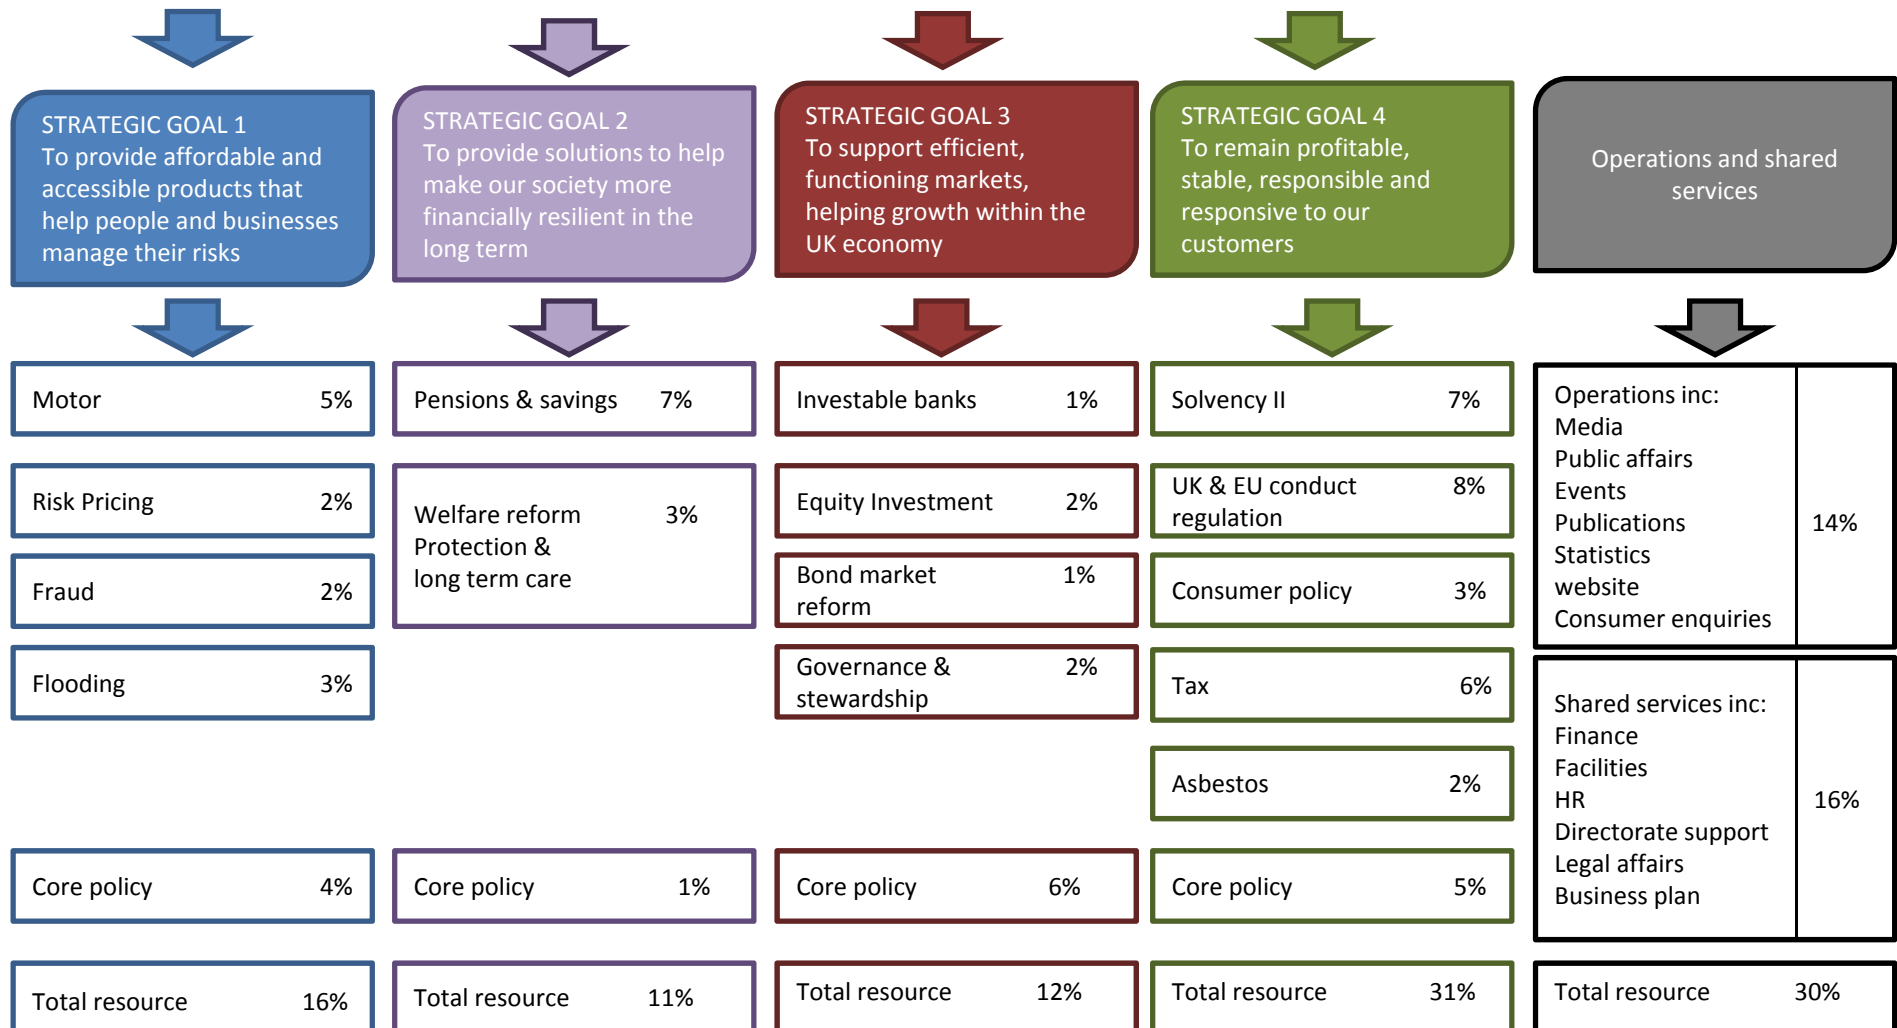 STRATEGIC GOAL 1
To provide affordable and
accessible products that
help people and businesses
manage their risks
STRATEGIC GOAL 2
To provide solutions to help
make our society more
financially resilient in the
long term
STRATEGIC GOAL 3
To support efficient,
functioning markets,
helping growth within the
UK economy
STRATEGIC GOAL 4
To remain profitable,
stable, responsible and
responsive to our
customers
Operations and shared
services
Motor 5%
Risk Pricing 2%
Fraud 2%
Flooding 3%
Core policy 4%
Total resource 16%
Pensions & savings 7%
Welfare reform 3%
Protection &
long term care
Core policy 1%
Total resource 11%
Investable banks 1%
Equity Investment 2%
Bond market 1%
reform
Governance & 2%
stewardship
Core policy 6%
Total resource 12%
Solvency II 7%
UK & EU conduct 8%
regulation
Consumer policy 3%
Tax 6%
Asbestos 2%
Core policy 5%
Total resource 31%
Operations inc:
Media
Public affairs
Events
Publications 14%
Statistics
website
Consumer enquiries
Shared services inc:
Finance
Facilities
HR 16%
Directorate support
Legal affairs
Business plan
Total resource 30%